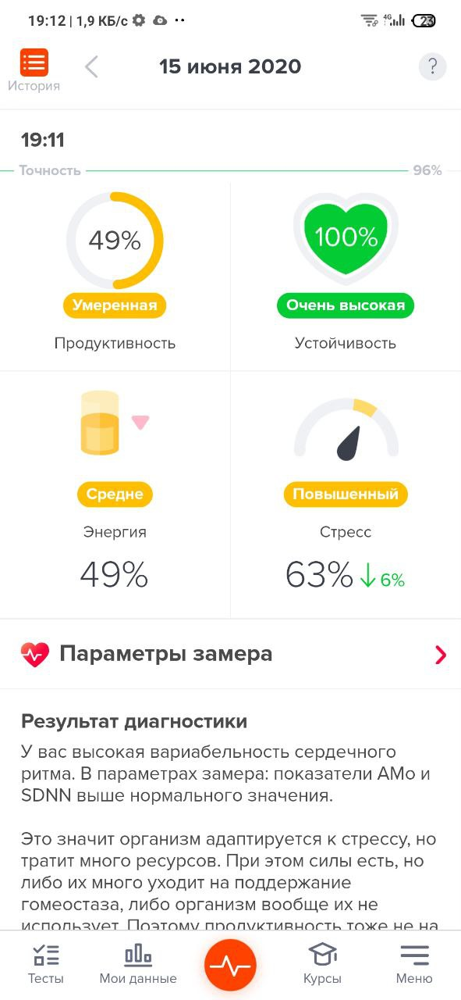 19:12 | 1,9 КБ/с
4G
23
История
15 июня 2020
?
19:11
Точность
96%
49%
100%
Умеренная
Очень высокая
Продуктивность
Устойчивость
Средне
Повышенный
Энергия
Стресс
49%
63% ↓ 6%
Параметры замера
Результат диагностики
У вас высокая вариабельность сердечного
ритма. В параметрах замера: показатели АМо и
SDNN выше нормального значения.
Это значит организм адаптируется к стрессу, но
тратит много ресурсов. При этом силы есть, но
либо их много уходит на поддержание
гомеостаза, либо организм вообще их не
использует. Поэтому продуктивность тоже не на
Тесты
Мои данные
Курсы
Меню